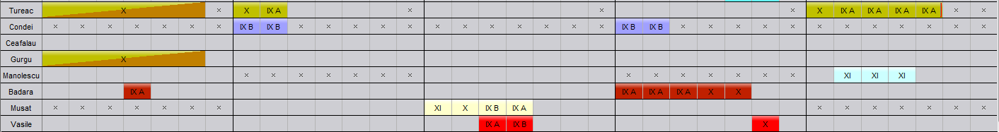 Tureac X × X IX A × × × X IX A IX A IX A IX A × ×
Condei × × × × × × × IX B IX B × × × × × × × × × × × × IX B IX B × × × × × × × × × × × ×
Ceafalau
Gurgu X
Manolescu × × × × × × × × × × × × × × XI XI XI
Badara IX A IX A IX A IX A X X
Musat × × × × × × × XI X IX B IX A × × × × × × ×
Vasile IX A IX B X